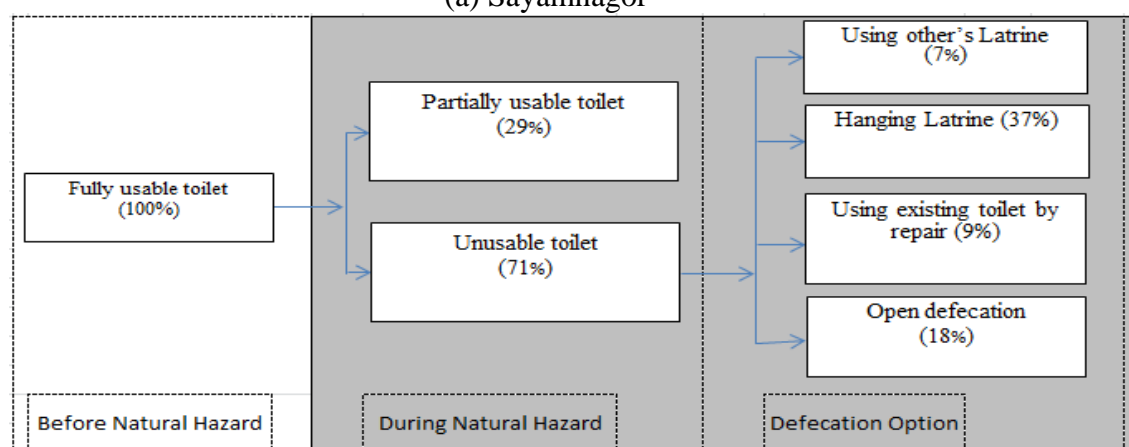 (a) Sayamnagor
Fully usable toilet
(100%)
Partially usable toilet
(29%)
Unusable toilet
(71%)
Using other's Latrine
(7%)
Hanging Latrine (37%)
Using existing toilet by
repair (9%)
Open defecation
(18%)
Before Natural Hazard
During Natural Hazard
Defecation Option